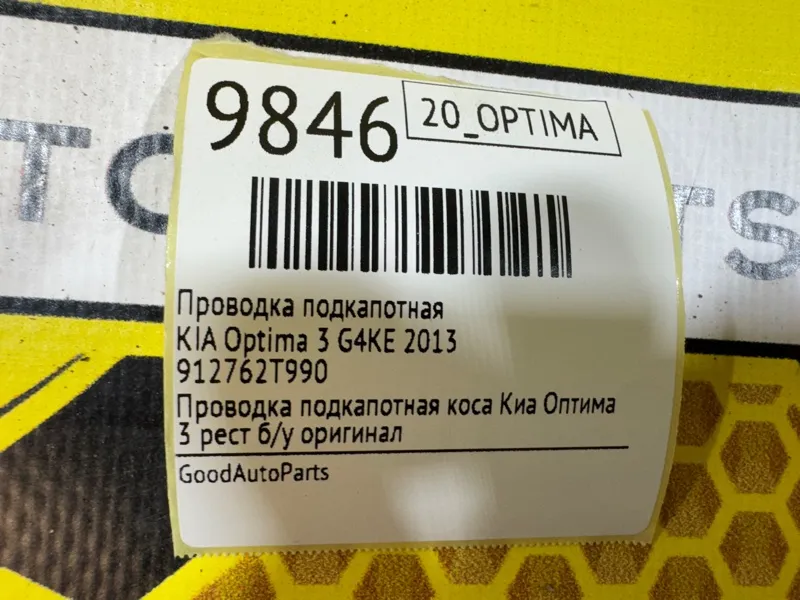 9846
20_OPTIMA
Проводка подкапотная
KIA Optima 3 G4KE 2013
912762T990
Проводка подкапотная коса Киа Оптима
3 рест б/у оригинал
GoodAutoParts